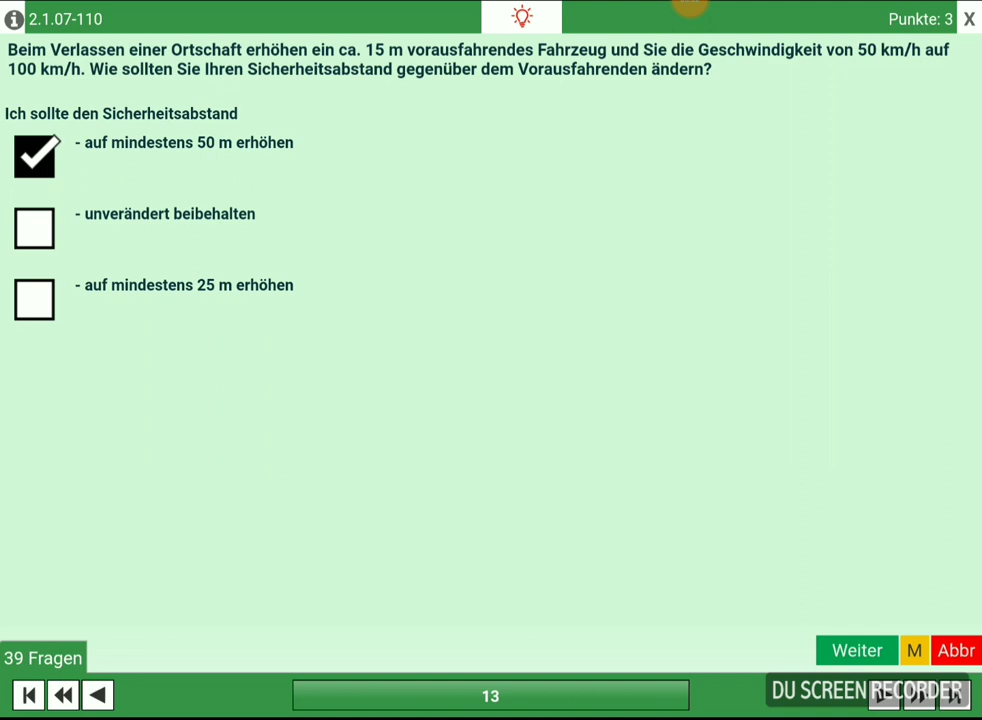 2.1.07-110
Punkte: 3 X
Beim Verlassen einer Ortschaft erhöhen ein ca. 15 m vorausfahrendes Fahrzeug und Sie die Geschwindigkeit von 50 km/h auf
100 km/h. Wie sollten Sie Ihren Sicherheitsabstand gegenüber dem Vorausfahrenden ändern?
Ich sollte den Sicherheitsabstand
- auf mindestens 50 m erhöhen
- unverändert beibehalten
- auf mindestens 25 m erhöhen
Weiter M Abbr
39 Fragen
13
DU SCREEN RECORDER